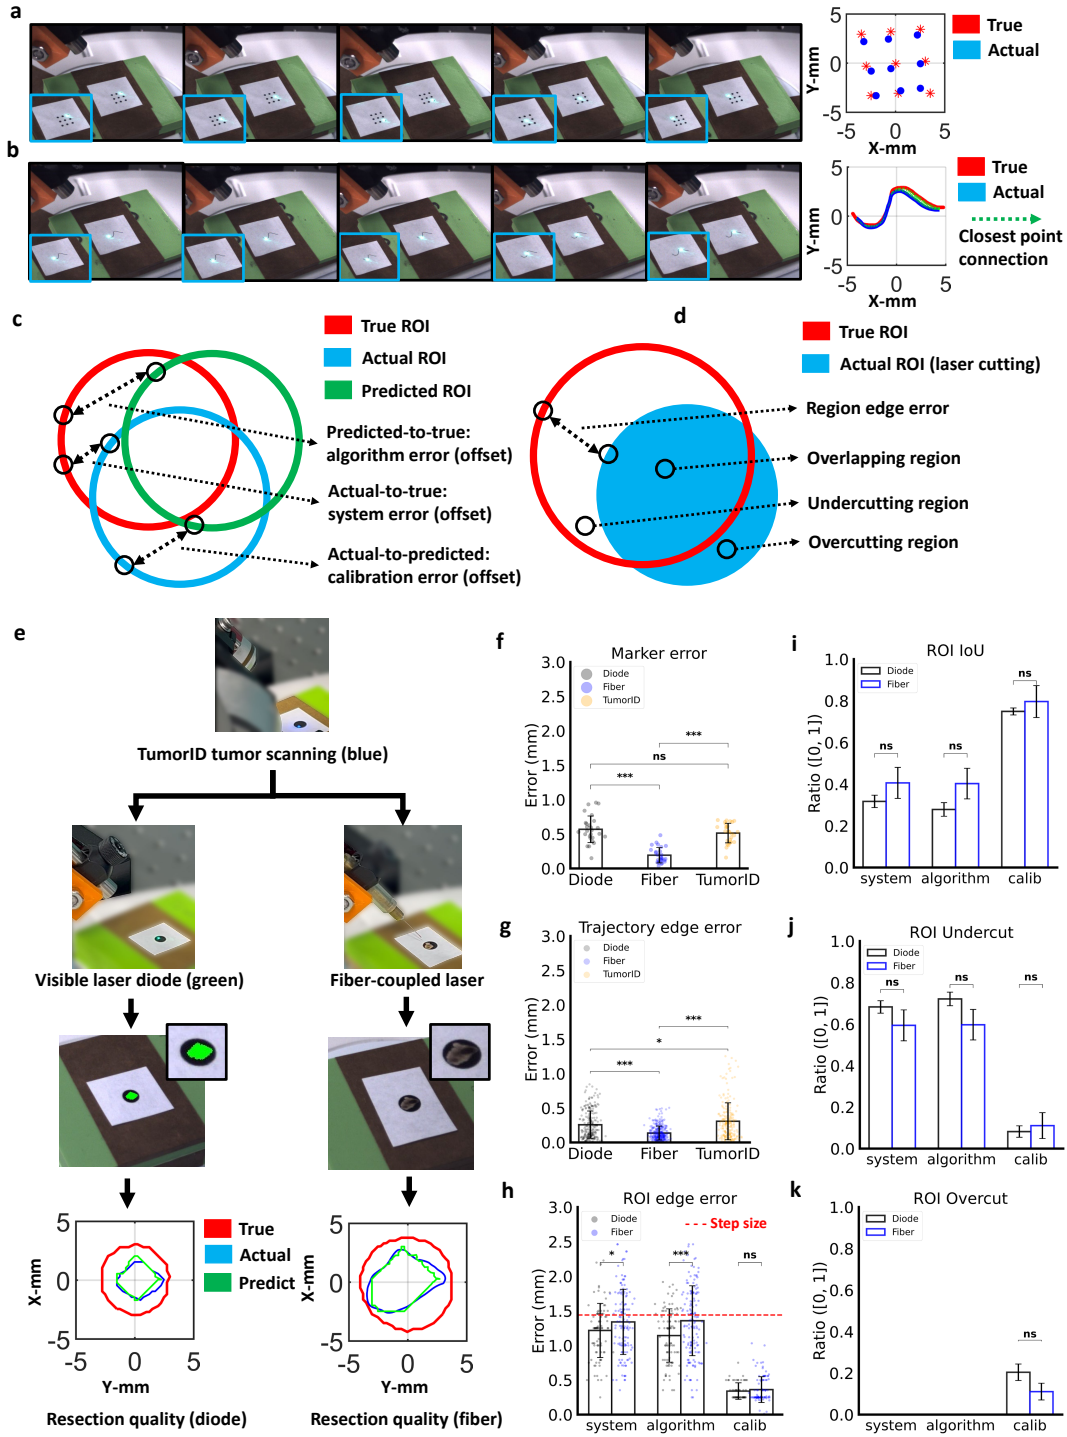 a
True
Actual
Y-mm
5
0
-5
-5
0
5
X-mm
b
True
Actual
Closest point
connection
Y-mm
5
0
-5
-5
0
5
X-mm
c
True ROI
Actual ROI
Predicted ROI
Predicted-to-true:
algorithm error (offset)
Actual-to-true:
system error (offset)
Actual-to-predicted:
calibration error (offset)
d
True ROI
Actual ROI (laser cutting)
Region edge error
Overlapping region
Undercutting region
Overcutting region
e
TumorID tumor scanning (blue)
Visible laser diode (green)
Fiber-coupled laser
5
0
-5
X-mm
-5
0
5
Y-mm
True
Actual
Predict
Resection quality (diode)
5
0
-5
X-mm
-5
0
5
Y-mm
Resection quality (fiber)
f
Marker error
Diode
Fiber
TumorID
***
ns
***
Error (mm)
3.0
2.5
2.0
1.5
1.0
0.5
0.0
Diode
Fiber
TumorID
g
Trajectory edge error
Diode
Fiber
TumorID
***
*
***
Error (mm)
3.0
2.5
2.0
1.5
1.0
0.5
0.0
Diode
Fiber
TumorID
h
ROI edge error
Diode
Fiber
Step size
*
***
ns
Error (mm)
3.0
2.5
2.0
1.5
1.0
0.5
0.0
system
algorithm
calib
i
ROI IoU
Diode
Fiber
ns
ns
ns
Ratio ([0, 1])
1.0
0.8
0.6
0.4
0.2
0.0
system
algorithm
calib
j
ROI Undercut
Diode
Fiber
ns
ns
ns
Ratio ([0, 1])
1.0
0.8
0.6
0.4
0.2
0.0
system
algorithm
calib
k
ROI Overcut
Diode
Fiber
ns
Ratio ([0, 1])
1.0
0.8
0.6
0.4
0.2
0.0
system
algorithm
calib